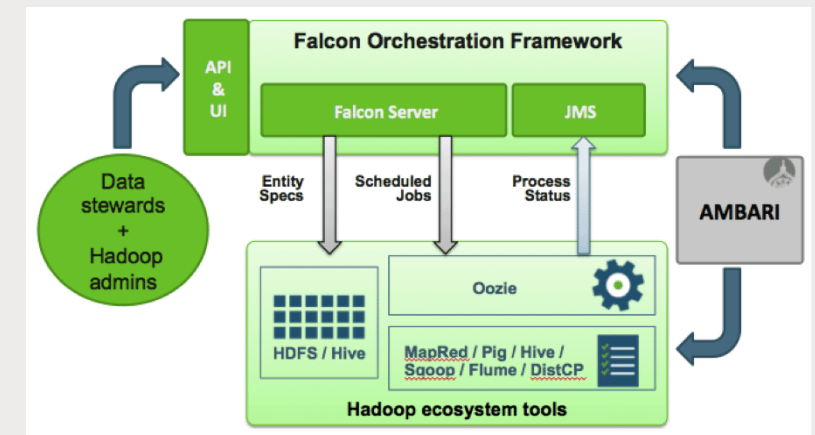 Falcon Orchestration Framework
API
&
UI
Falcon Server
JMS
Entity
Specs
Scheduled
Jobs
Process
Status
Data
stewards
+
Hadoop
admins
AMBARI
Oozie
HDFS / Hive
MapRed / Pig / Hive /
Sqoop / Flume / DistCP
Hadoop ecosystem tools